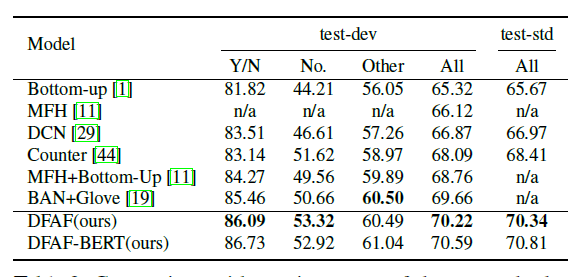 Model test-dev test-std
Y/N No. Other All All
Bottom-up [1] 81.82 44.21 56.05 65.32 65.67
MFH [11] n/a n/a n/a 66.12 n/a
DCN [29] 83.51 46.61 57.26 66.87 66.97
Counter [44] 83.14 51.62 58.97 68.09 68.41
MFH+Bottom-Up [11] 84.27 49.56 59.89 68.76 n/a
BAN+Glove [19] 85.46 50.66 60.50 69.66 n/a
DFAF(ours) 86.09 53.32 60.49 70.22 70.34
DFAF-BERT(ours) 86.73 52.92 61.04 70.59 70.81